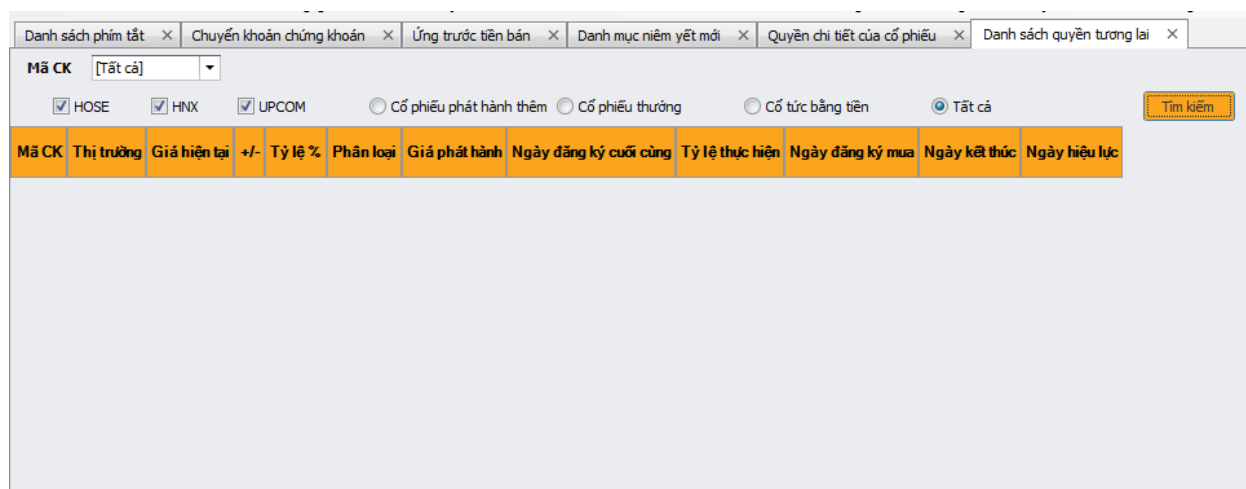 Danh sách phím tắt Chuyển khoản chứng khoán Ứng trước tiền bán Danh mục niêm yết mới Quyền chi tiết của cổ phiếu Danh sách quyền tương lai
Mã CK [Tất cả]
HOSE HNX UPCOM Cổ phiếu phát hành thêm Cổ phiếu thưởng Cổ tức bằng tiền Tất cả Tìm kiếm
Mã CK Thị trường Giá hiện tại +/- Tỷ lệ % Phân loại Giá phát hành Ngày đăng ký cuối cùng Tỷ lệ thực hiện Ngày đăng ký mua Ngày kết thúc Ngày hiệu lực